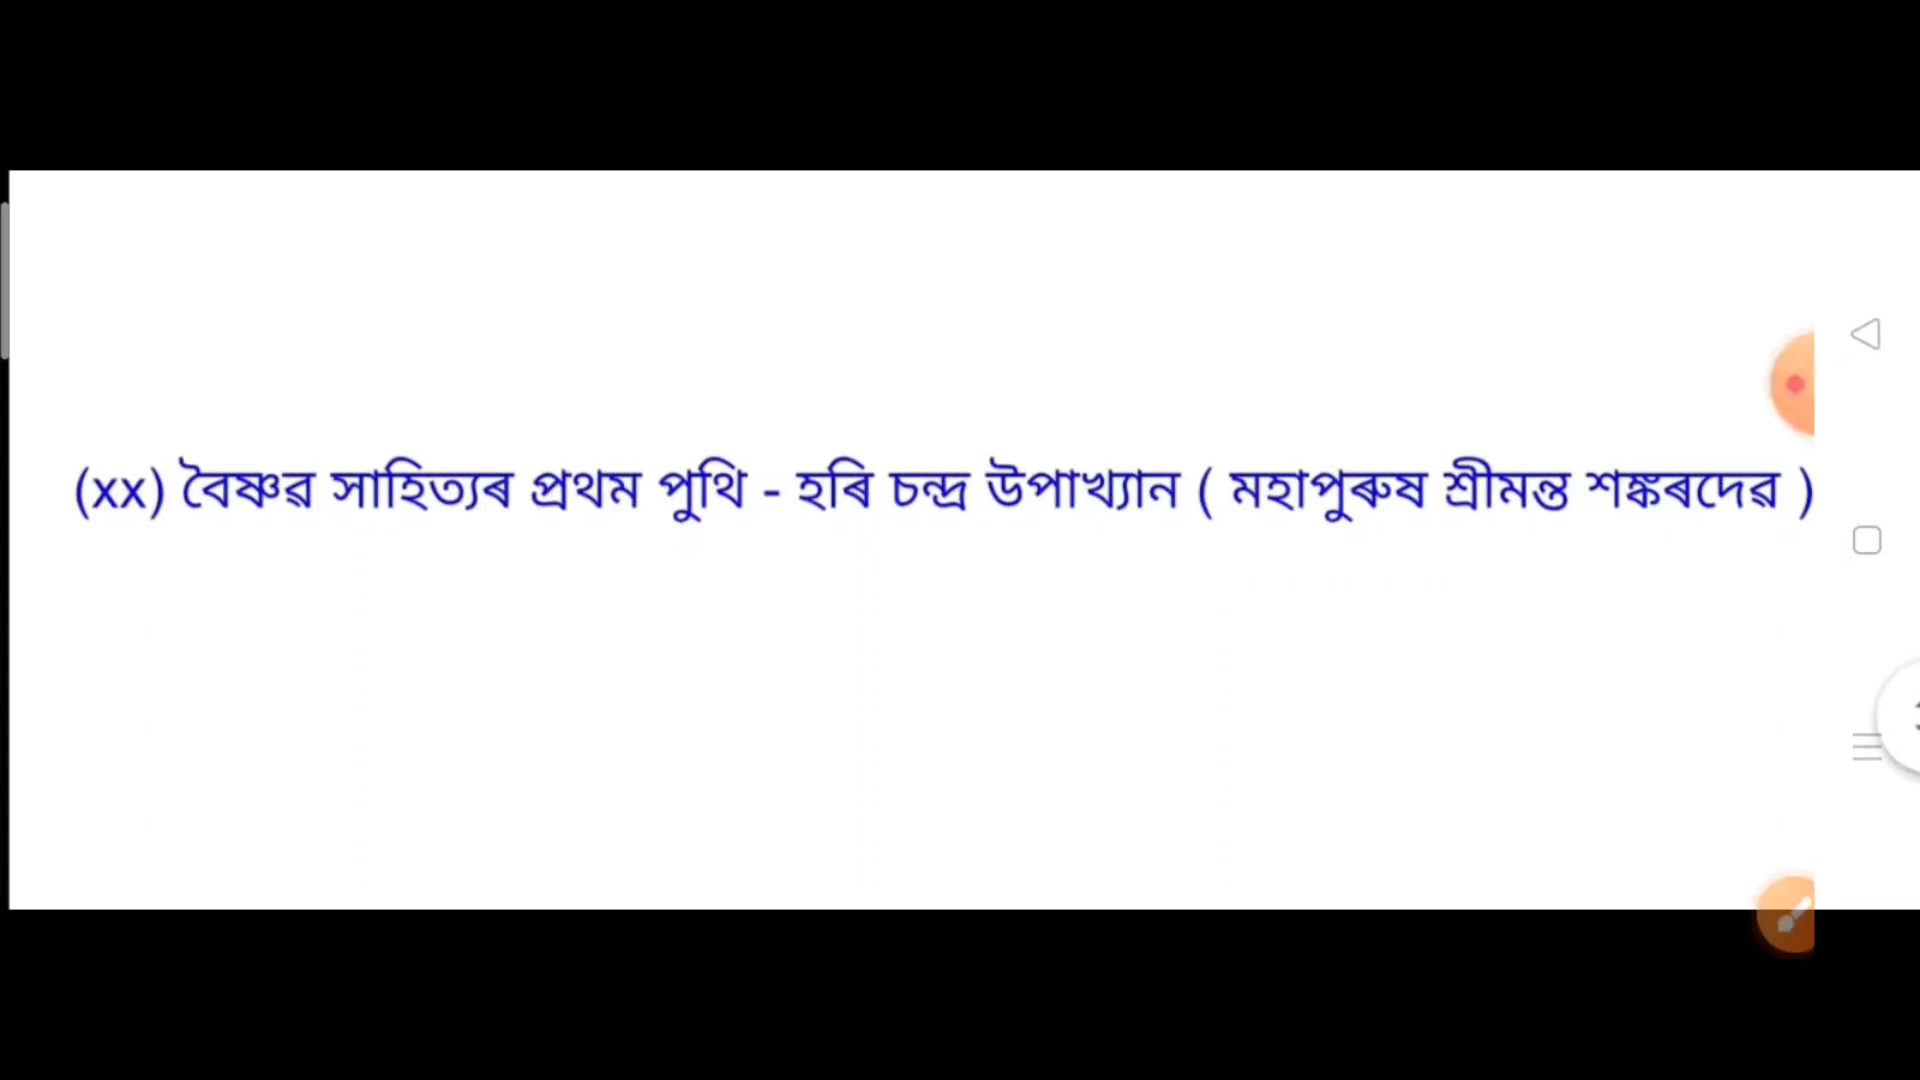 (xx) বৈষ্ণৱ সাহিত্যৰ প্ৰথম পুথি - হৰি চন্দ্ৰ উপাখ্যান ( মহাপুৰুষ শ্ৰীমন্ত শঙ্কৰদেৱ )